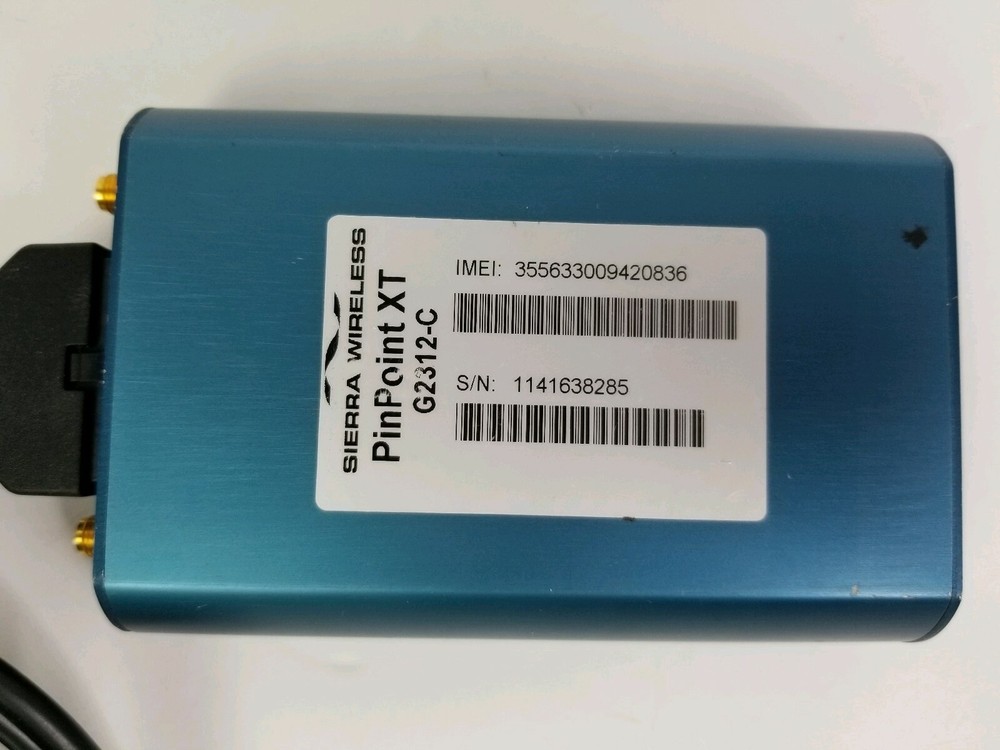 SIERRA WIRELESS
PinPoint XT
G2312-C
IMEI: 355633009420836
S/N: 1141638285